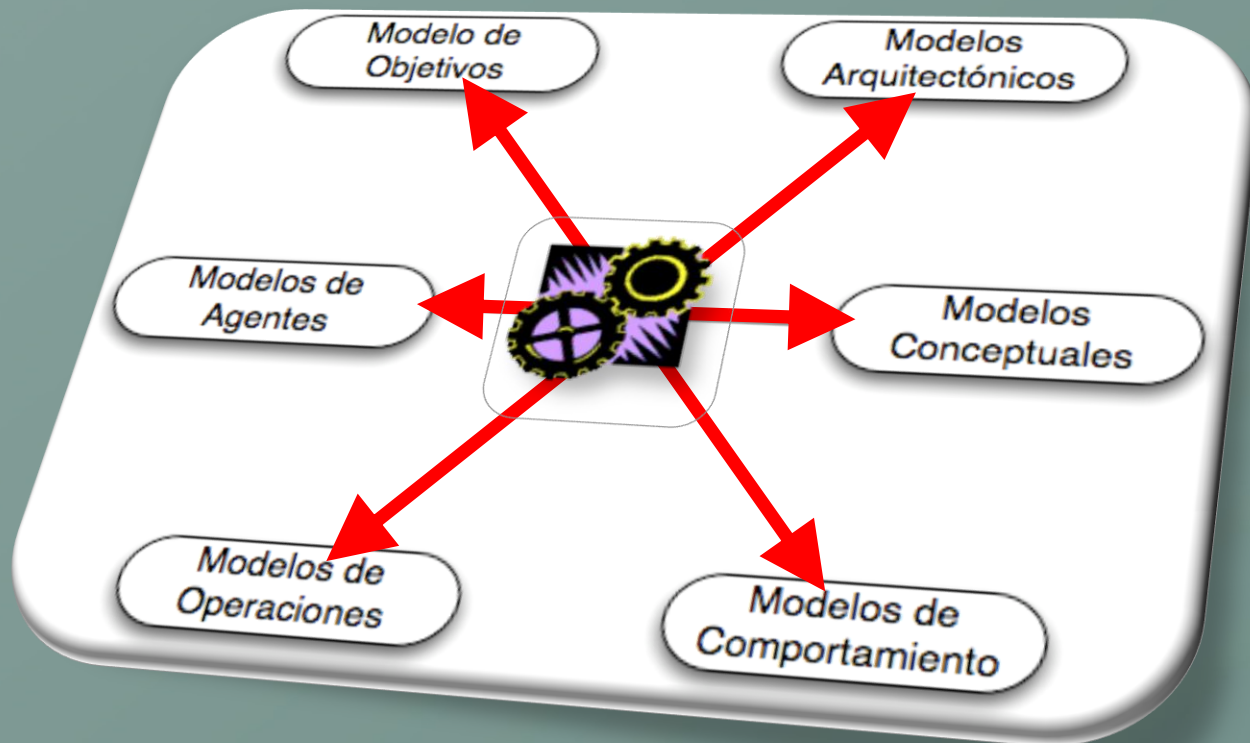 Modelo de
Objetivos
Modelos
Arquitectónicos
Modelos de
Agentes
Modelos
Conceptuales
Modelos de
Operaciones
Modelos de
Comportamiento